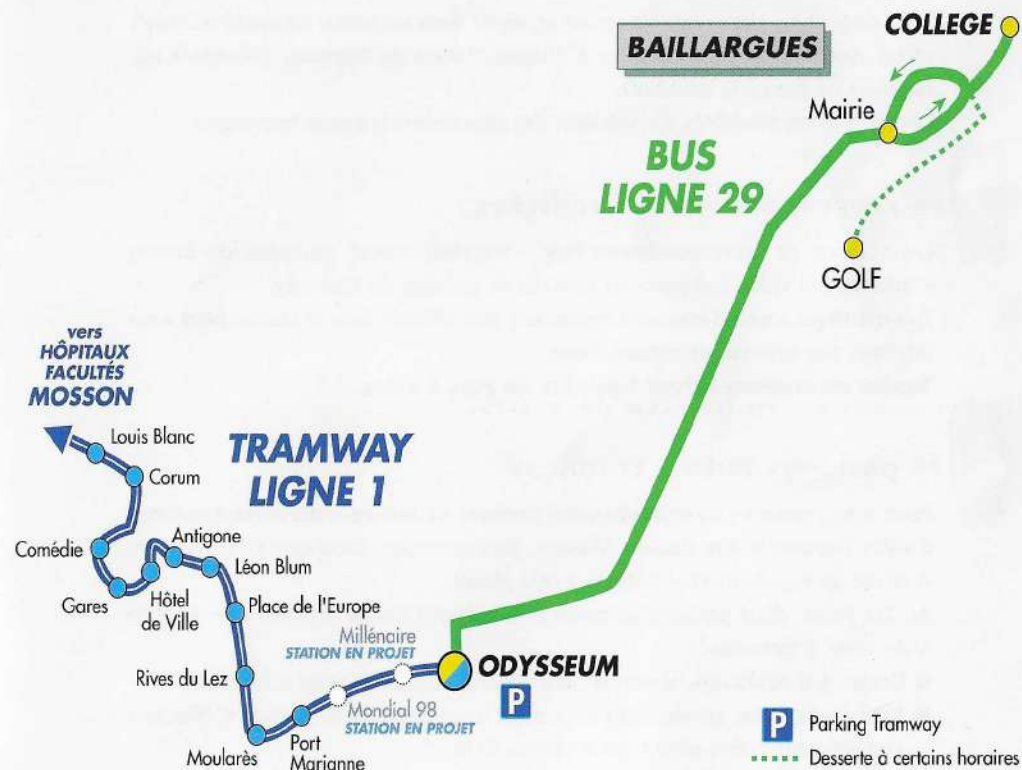 COLLEGE
BAILLARGUES
Mairie
BUS
LIGNE 29
GOLF
vers
HÔPITAUX
FACULTÉS
MOSSON
Louis Blanc
TRAMWAY
LIGNE 1
Corum
Comédie
Antigone
Léon Blum
Gares
Hôtel
de Ville
Place de l'Europe
Millénaire
STATION EN PROJET
ODYSSEUM
P
Rives du Lez
Mondial 98
STATION EN PROJET
Moularès
Port
Marianne
P Parking Tramway
Desserte à certains horaires